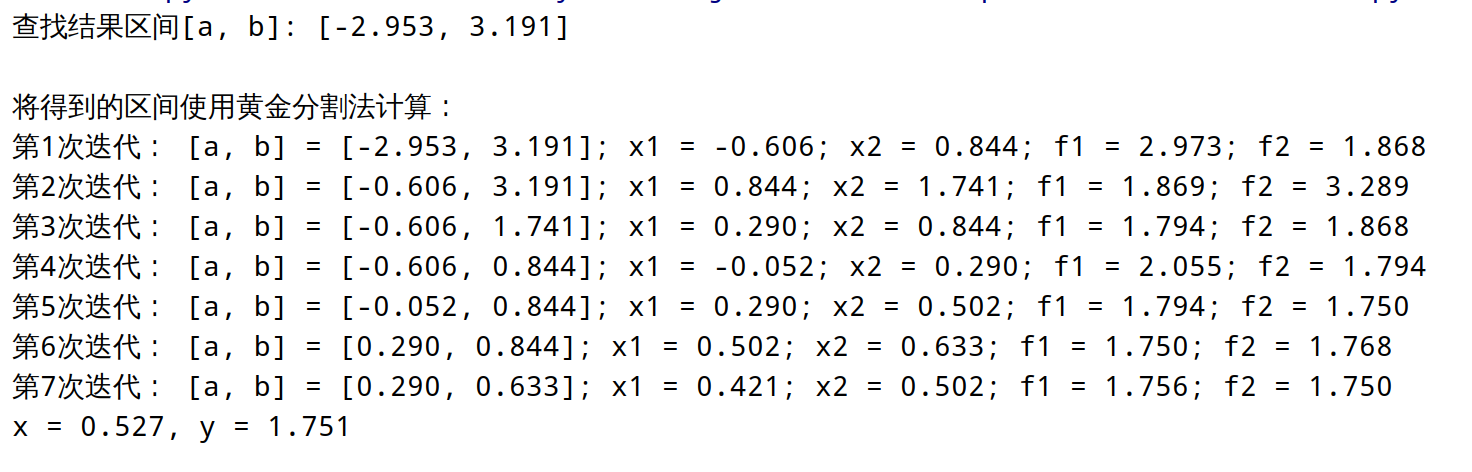 查找结果区间[a, b]: [-2.953, 3.191]
将得到的区间使用黄金分割法计算：
第1次迭代： [a, b] = [-2.953, 3.191]; x1 = -0.606; x2 = 0.844; f1 = 2.973; f2 = 1.868
第2次迭代： [a, b] = [-0.606, 3.191]; x1 = 0.844; x2 = 1.741; f1 = 1.869; f2 = 3.289
第3次迭代： [a, b] = [-0.606, 1.741]; x1 = 0.290; x2 = 0.844; f1 = 1.794; f2 = 1.868
第4次迭代： [a, b] = [-0.606, 0.844]; x1 = -0.052; x2 = 0.290; f1 = 2.055; f2 = 1.794
第5次迭代： [a, b] = [-0.052, 0.844]; x1 = 0.290; x2 = 0.502; f1 = 1.794; f2 = 1.750
第6次迭代： [a, b] = [0.290, 0.844]; x1 = 0.502; x2 = 0.633; f1 = 1.750; f2 = 1.768
第7次迭代： [a, b] = [0.290, 0.633]; x1 = 0.421; x2 = 0.502; f1 = 1.756; f2 = 1.750
x = 0.527, y = 1.751